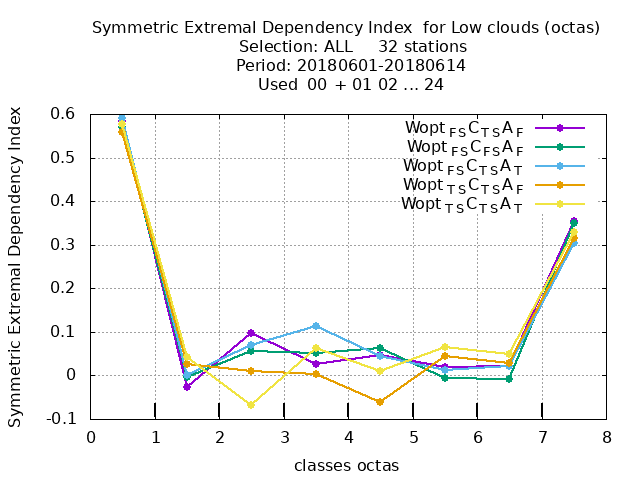 Symmetric Extremal Dependency Index for Low clouds (octas)
Selection: ALL 32 stations
Period: 20180601-20180614
Used 00 + 01 02 ... 24
Symmetric Extremal Dependency Index
0.6
0.5
0.4
0.3
0.2
0.1
0
-0.1
Wopt FS C TS A F
Wopt FS C FS A F
Wopt FS C TS A T
Wopt TS C TS A F
Wopt TS C TS A T
0 1 2 3 4 5 6 7 8
classes octas